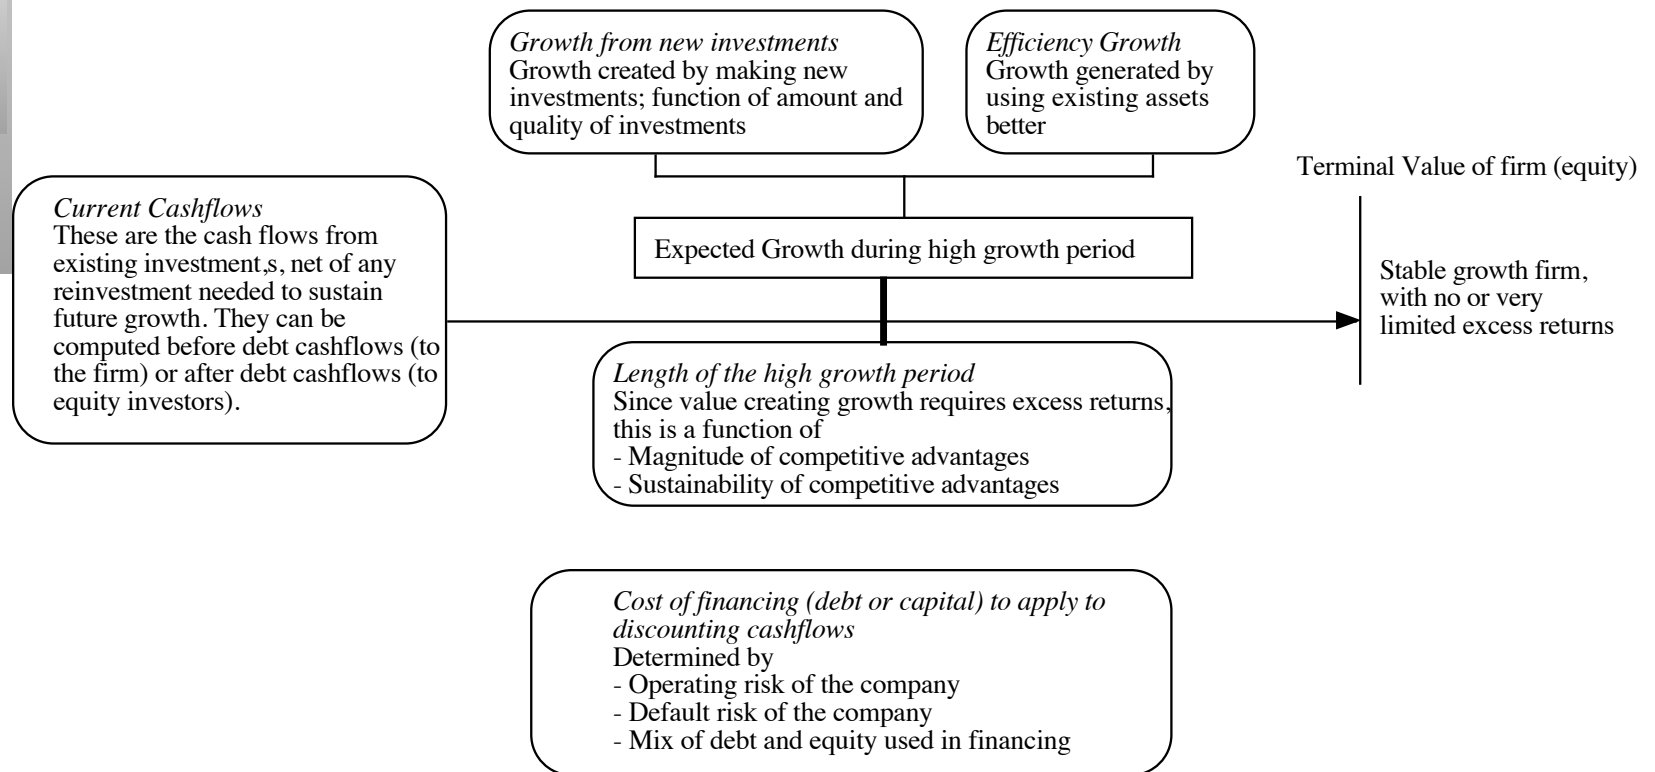 Growth from new investments
Growth created by making new
investments; function of amount and
quality of investments
Efficiency Growth
Growth generated by
using existing assets
better
Terminal Value of firm (equity)
Current Cashflows
These are the cash flows from
existing investment,s, net of any
reinvestment needed to sustain
future growth. They can be
computed before debt cashflows (to
the firm) or after debt cashflows (to
equity investors).
Expected Growth during high growth period
Stable growth firm,
with no or very
limited excess returns
Length of the high growth period
Since value creating growth requires excess returns,
this is a function of
- Magnitude of competitive advantages
- Sustainability of competitive advantages
Cost of financing (debt or capital) to apply to
discounting cashflows
Determined by
- Operating risk of the company
- Default risk of the company
- Mix of debt and equity used in financing